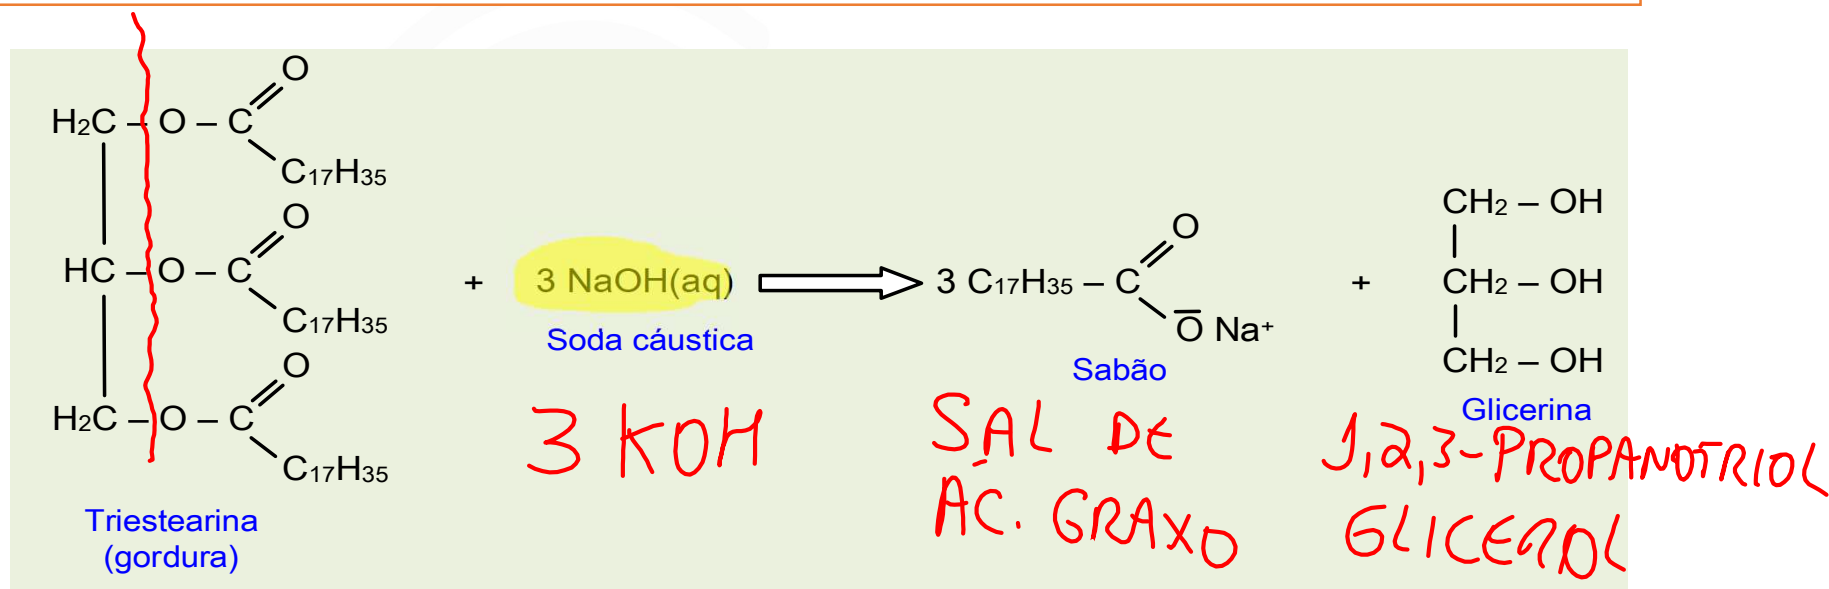 O
H₂C – O – C
C₁₇H₃₅
O
HC – O – C
C₁₇H₃₅
O
H₂C – O – C
C₁₇H₃₅
Triestearina
(gordura)
+
3 NaOH(aq)
Soda cáustica
3 KOH
O
3 C₁₇H₃₅ – C
O̅ Na⁺
Sabão
SAL DE
ÁC. GRAXO
+
CH₂ – OH
CH₂ – OH
CH₂ – OH
Glicerina
1,2,3-PROPANOTRIOL
GLICEROL